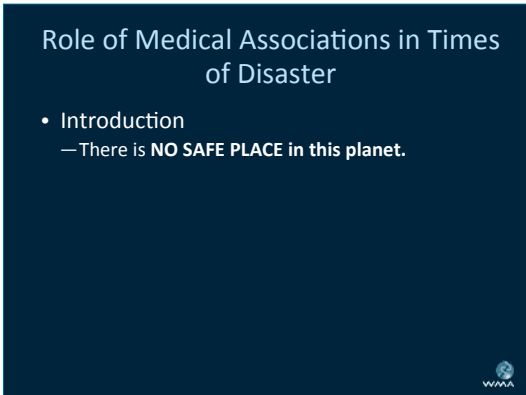 Role of Medical Associations in Times
of Disaster
• Introduction
—There is NO SAFE PLACE in this planet.
WMA